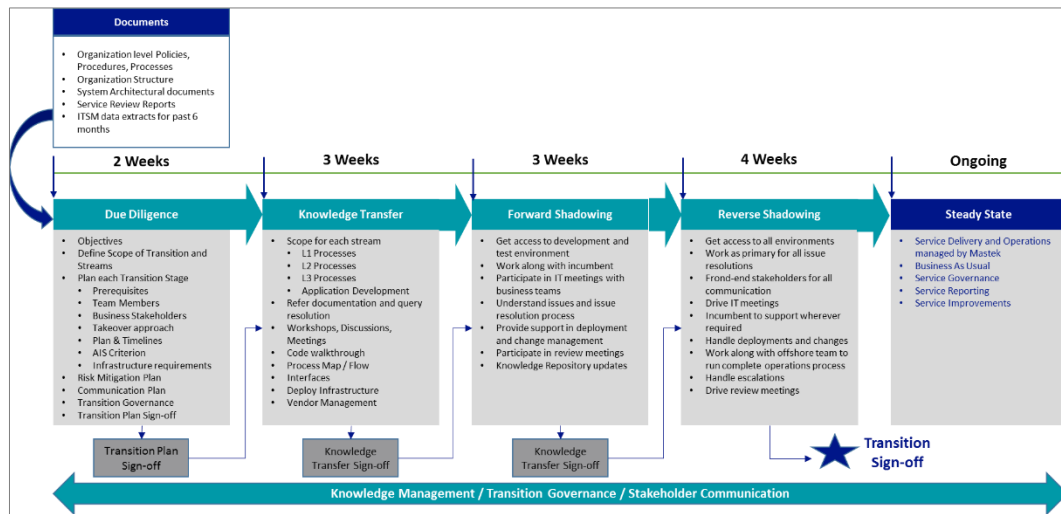 Documents
• Organization level Policies,
Procedures, Processes
• Organization Structure
• System Architectural documents
• Service Review Reports
• ITSM data extracts for past 6
months
2 Weeks
3 Weeks
3 Weeks
4 Weeks
Ongoing
Due Diligence
• Objectives
• Define Scope of Transition and
Streams
• Plan each Transition Stage
• Prerequisites
• Team Members
• Business Stakeholders
• Takeover approach
• Plan & Timelines
• AIS Criterion
• Infrastructure requirements
• Risk Mitigation Plan
• Communication Plan
• Transition Governance
• Transition Plan Sign-off
Knowledge Transfer
• Scope for each stream
• L1 Processes
• L2 Processes
• L3 Processes
• Application Development
• Refer documentation and query
resolution
• Workshops, Discussions,
Meetings
• Code walkthrough
• Process Map / Flow
• Interfaces
• Deploy Infrastructure
• Vendor Management
Forward Shadowing
• Get access to development and
test environment
• Work along with incumbent
• Participate in IT meetings with
business teams
• Understand issues and issue
resolution process
• Provide support in deployment
and change management
• Participate in review meetings
• Knowledge Repository updates
Reverse Shadowing
• Get access to all environments
• Work as primary for all issue
resolutions
• Frond-end stakeholders for all
communication
• Drive IT meetings
• Incumbent to support wherever
required
• Handle deployments and changes
• Work along with offshore team to
run complete operations process
• Handle escalations
• Drive review meetings
Steady State
• Service Delivery and Operations
managed by Mastek
• Business As Usual
• Service Governance
• Service Reporting
• Service Improvements
Transition Plan
Sign-off
Knowledge
Transfer Sign-off
Knowledge
Transfer Sign-off
Transition
Sign-off
Knowledge Management / Transition Governance / Stakeholder Communication